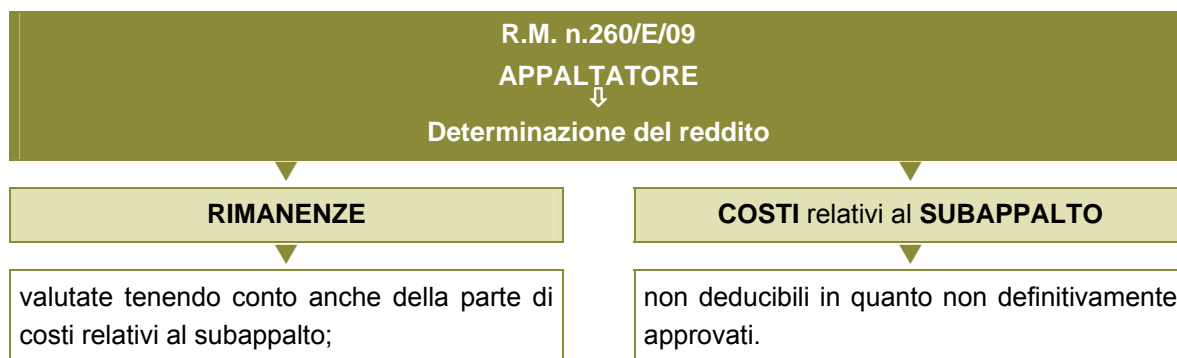 R.M. n.260/E/09
APPALTATORE
⇩
Determinazione del reddito
RIMANENZE
COSTI relativi al SUBAPPALTO
valutate tenendo conto anche della parte di
costi relativi al subappalto;
non deducibili in quanto non definitivamente
approvati.